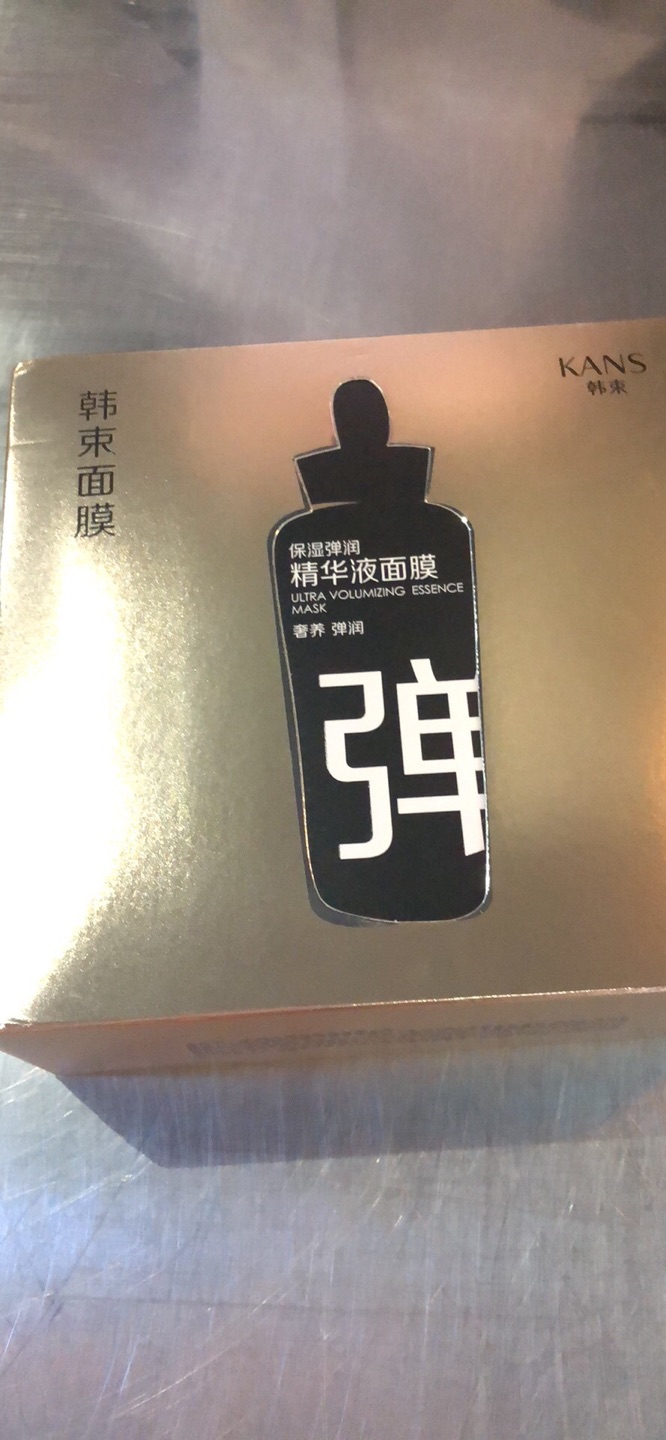 KANS
韩束
韩束面膜
保湿弹润
精华液面膜
ULTRA VOLUMIZING ESSENCE
MASK
奢养 弹润
弹